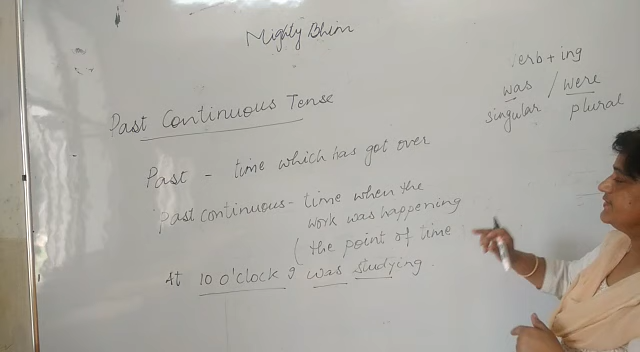 Mighty Bhim
verb + ing
was / were
singular plural
Past Continuous Tense
Past - time which has got over
Past continuous - time when the
work was happening
( the point of time
At 10 o'clock I was studying.